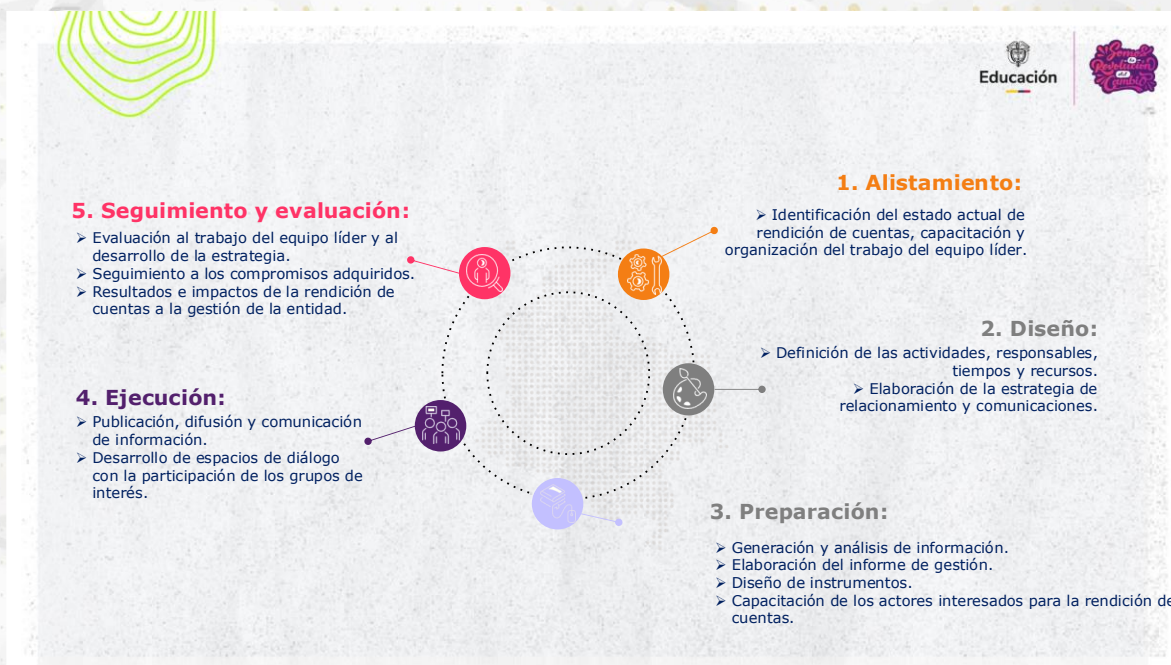 Educación
Somos
la
Revolución
del
Cambio
1. Alistamiento:
➢ Identificación del estado actual de
rendición de cuentas, capacitación y
organización del trabajo del equipo líder.
2. Diseño:
➢ Definición de las actividades, responsables,
tiempos y recursos.
➢ Elaboración de la estrategia de
relacionamiento y comunicaciones.
3. Preparación:
➢ Generación y análisis de información.
➢ Elaboración del informe de gestión.
➢ Diseño de instrumentos.
➢ Capacitación de los actores interesados para la rendición de
cuentas.
4. Ejecución:
➢ Publicación, difusión y comunicación
de información.
➢ Desarrollo de espacios de diálogo
con la participación de los grupos de
interés.
5. Seguimiento y evaluación:
➢ Evaluación al trabajo del equipo líder y al
desarrollo de la estrategia.
➢ Seguimiento a los compromisos adquiridos.
➢ Resultados e impactos de la rendición de
cuentas a la gestión de la entidad.